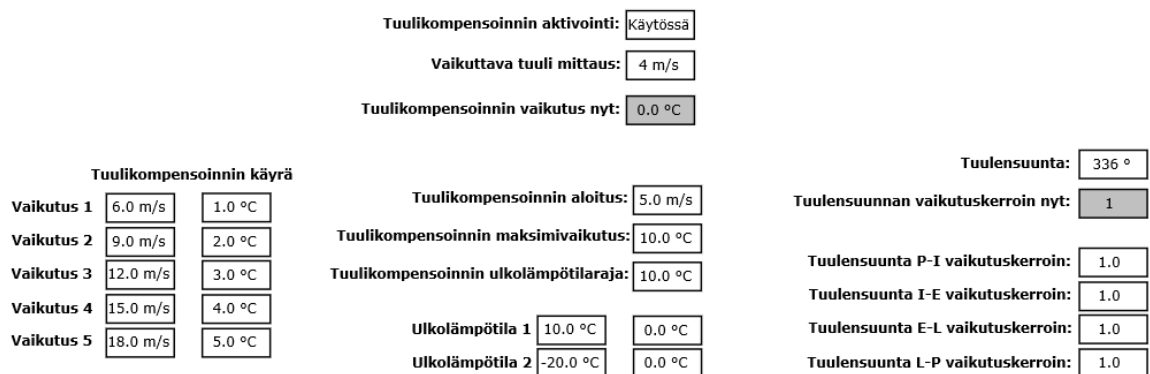 Tuulikompensoinnin aktivointi: Käytössä
Vaikuttava tuuli mittaus: 4 m/s
Tuulikompensoinnin vaikutus nyt: 0.0 °C
Tuulikompensoinnin käyrä
Vaikutus 1 6.0 m/s 1.0 °C
Vaikutus 2 9.0 m/s 2.0 °C
Vaikutus 3 12.0 m/s 3.0 °C
Vaikutus 4 15.0 m/s 4.0 °C
Vaikutus 5 18.0 m/s 5.0 °C
Tuulikompensoinnin aloitus: 5.0 m/s
Tuulikompensoinnin maksimivaikutus: 10.0 °C
Tuulikompensoinnin ulkolämpötilaraja: 10.0 °C
Ulkolämpötila 1 10.0 °C 0.0 °C
Ulkolämpötila 2 -20.0 °C 0.0 °C
Tuulensuunta: 336 °
Tuulensuunnan vaikutuskerroin nyt: 1
Tuulensuunta P-I vaikutuskerroin: 1.0
Tuulensuunta I-E vaikutuskerroin: 1.0
Tuulensuunta E-L vaikutuskerroin: 1.0
Tuulensuunta L-P vaikutuskerroin: 1.0